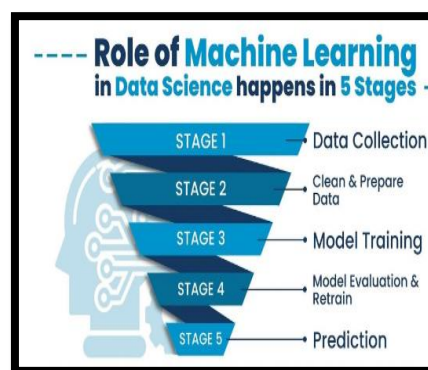 Role of Machine Learning
in Data Science happens in 5 Stages
STAGE 1
Data Collection
STAGE 2
Clean & Prepare
Data
STAGE 3
Model Training
STAGE 4
Model Evaluation &
Retrain
STAGE 5
Prediction